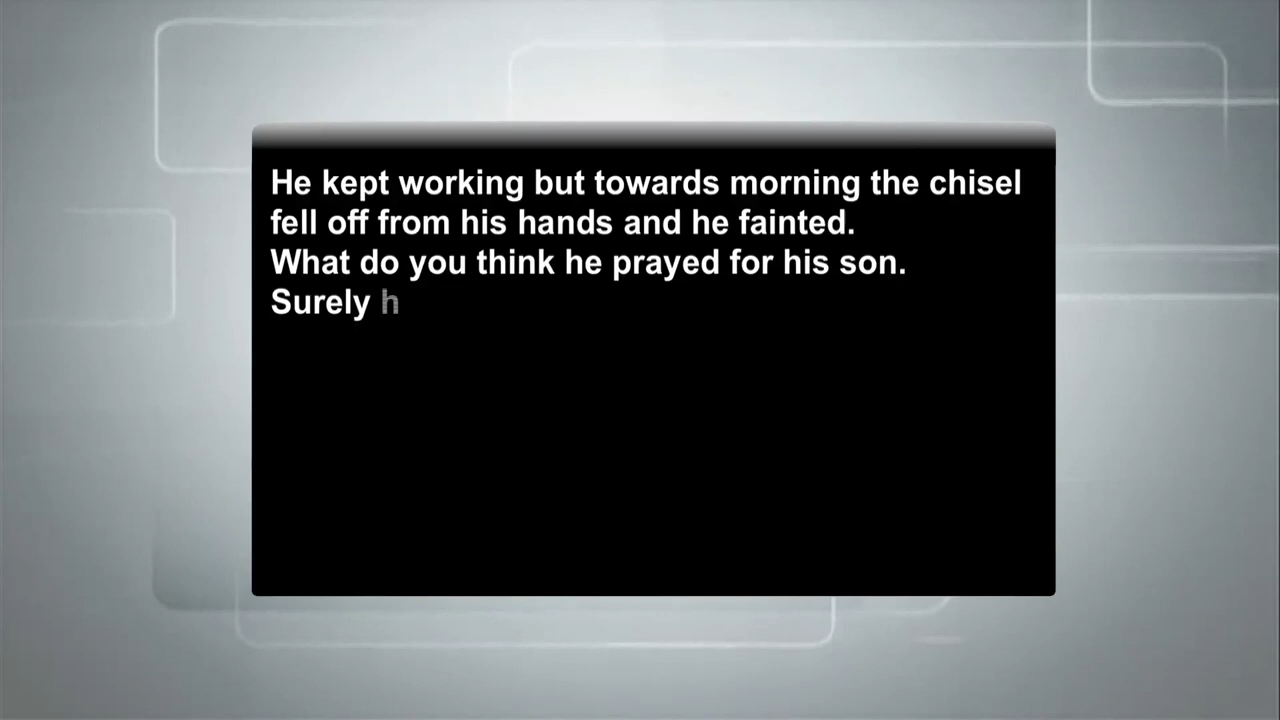 He kept working but towards morning the chisel
fell off from his hands and he fainted.
What do you think he prayed for his son.
Surely h